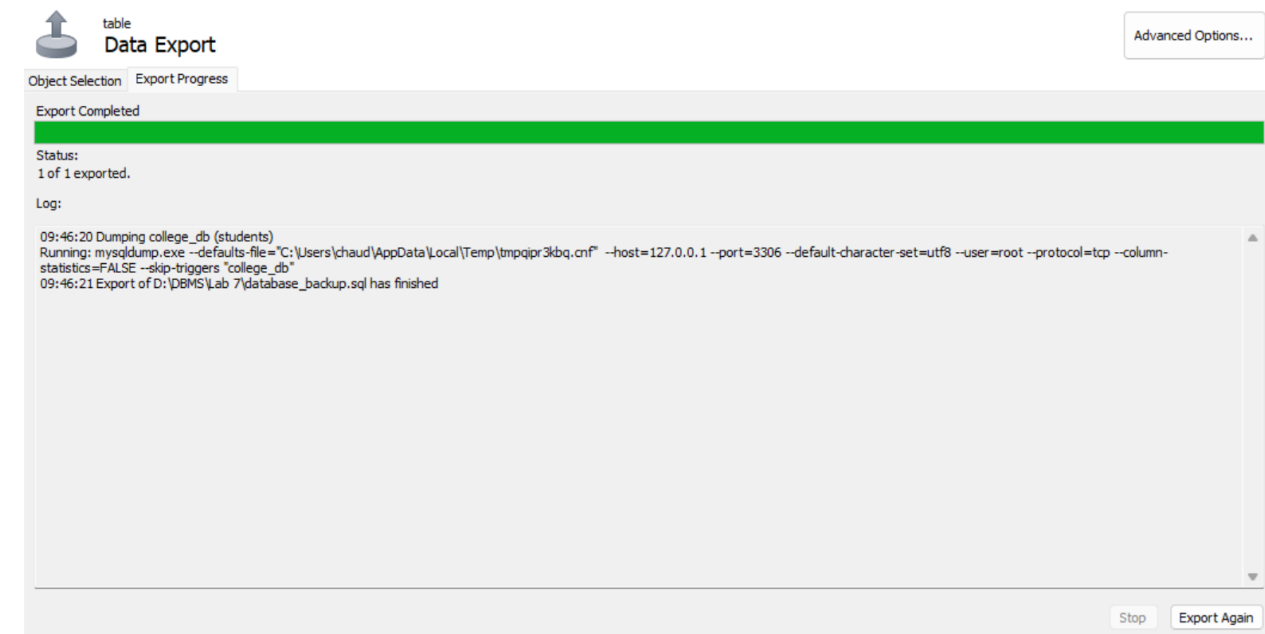 table
Data Export
Advanced Options...
Object Selection
Export Progress
Export Completed
Status:
1 of 1 exported.
Log:
09:46:20 Dumping college_db (students)
Running: mysqldump.exe --defaults-file="C:\Users\chaud\AppData\Local\Temp\tmpqipr3kbq.cnf"  --host=127.0.0.1 --port=3306 --default-character-set=utf8 --user=root --protocol=tcp --column-
statistics=FALSE --skip-triggers "college_db"
09:46:21 Export of D:\DBMS\Lab 7\database_backup.sql has finished
Stop
Export Again